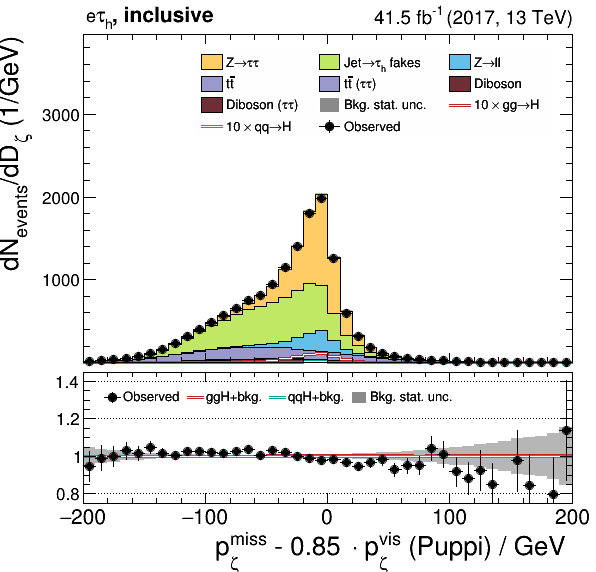 eτh, inclusive 41.5 fb⁻¹ (2017, 13 TeV)
Z→ττ Jet→τh fakes Z→ll
tt̄ tt̄ (ττ) Diboson
Diboson (ττ) Bkg. stat. unc. 10 × gg→H
10 × qq→H Observed
dNevents/dDζ (1/GeV)
3000
2000
1000
1.4
Observed ggH+bkg. qqH+bkg. Bkg. stat. unc.
1.2
1
0.8
−200 −100 0 100 200
pζmiss - 0.85 · pζvis (Puppi) / GeV